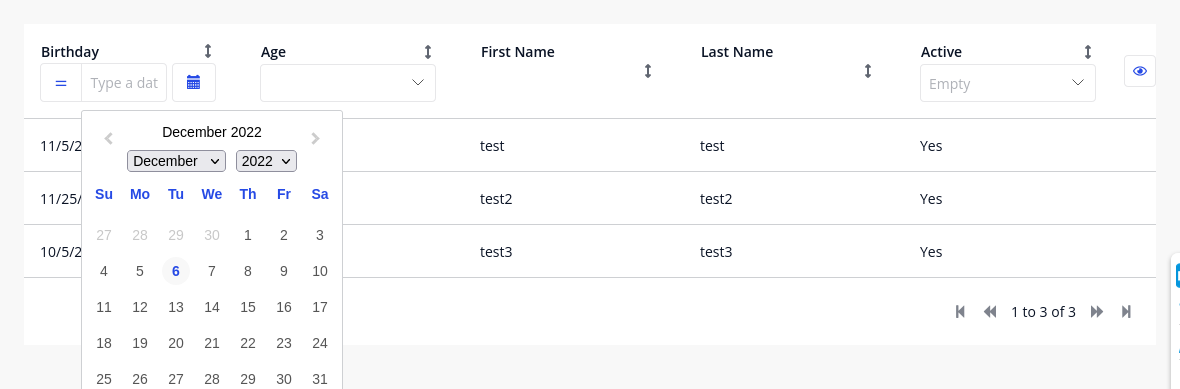 Birthday Age First Name Last Name Active
= Type a dat Empty
December 2022
December 2022
Su Mo Tu We Th Fr Sa
11/5/2 test test Yes
11/25/ test2 test2 Yes
10/5/2 test3 test3 Yes
27 28 29 30 1 2 3
4 5 6 7 8 9 10
11 12 13 14 15 16 17
18 19 20 21 22 23 24
25 26 27 28 29 30 31
1 to 3 of 3